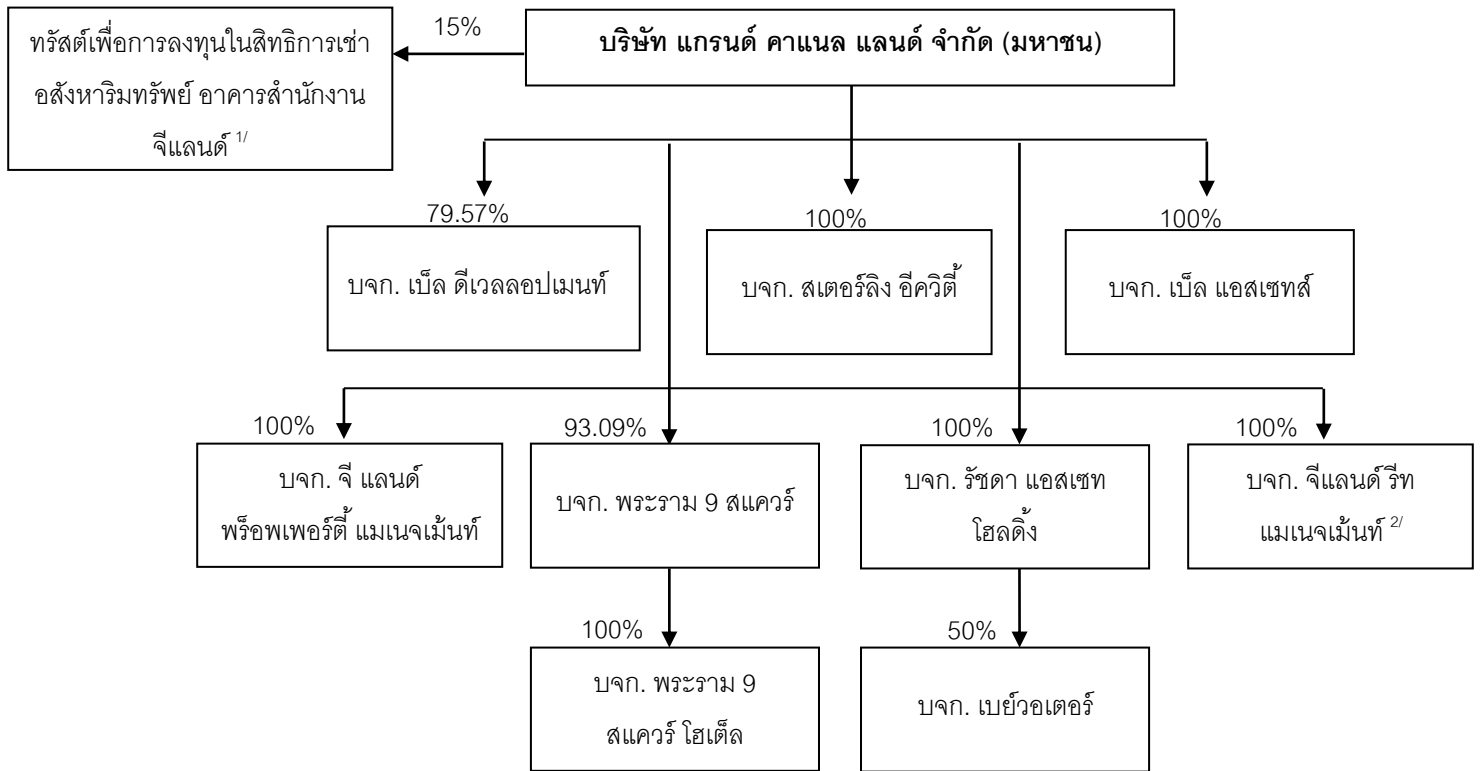 15%
บริษัท แกรนด์ คาแนล แลนด์ จำกัด (มหาชน)
ทรัสต์เพื่อการลงทุนในสิทธิการเช่า
อสังหาริมทรัพย์ อาคารสำนักงาน
จีแลนด์ 1/
79.57%
100%
100%
บจก. เบ็ล ดีเวลลอปเมนท์
บจก. สเตอร์ลิง อีควิตี้
บจก. เบ็ล แอสเซทส์
100%
93.09%
100%
100%
บจก. จี แลนด์
พร็อพเพอร์ตี้ แมเนจเม้นท์
บจก. พระราม 9 สแควร์
บจก. รัชดา แอสเซท
โฮลดิ้ง
บจก. จีแลนด์ รีท
แมเนจเม้นท์ 2/
100%
50%
บจก. พระราม 9
สแควร์ โฮเต็ล
บจก. เบย์วอเตอร์